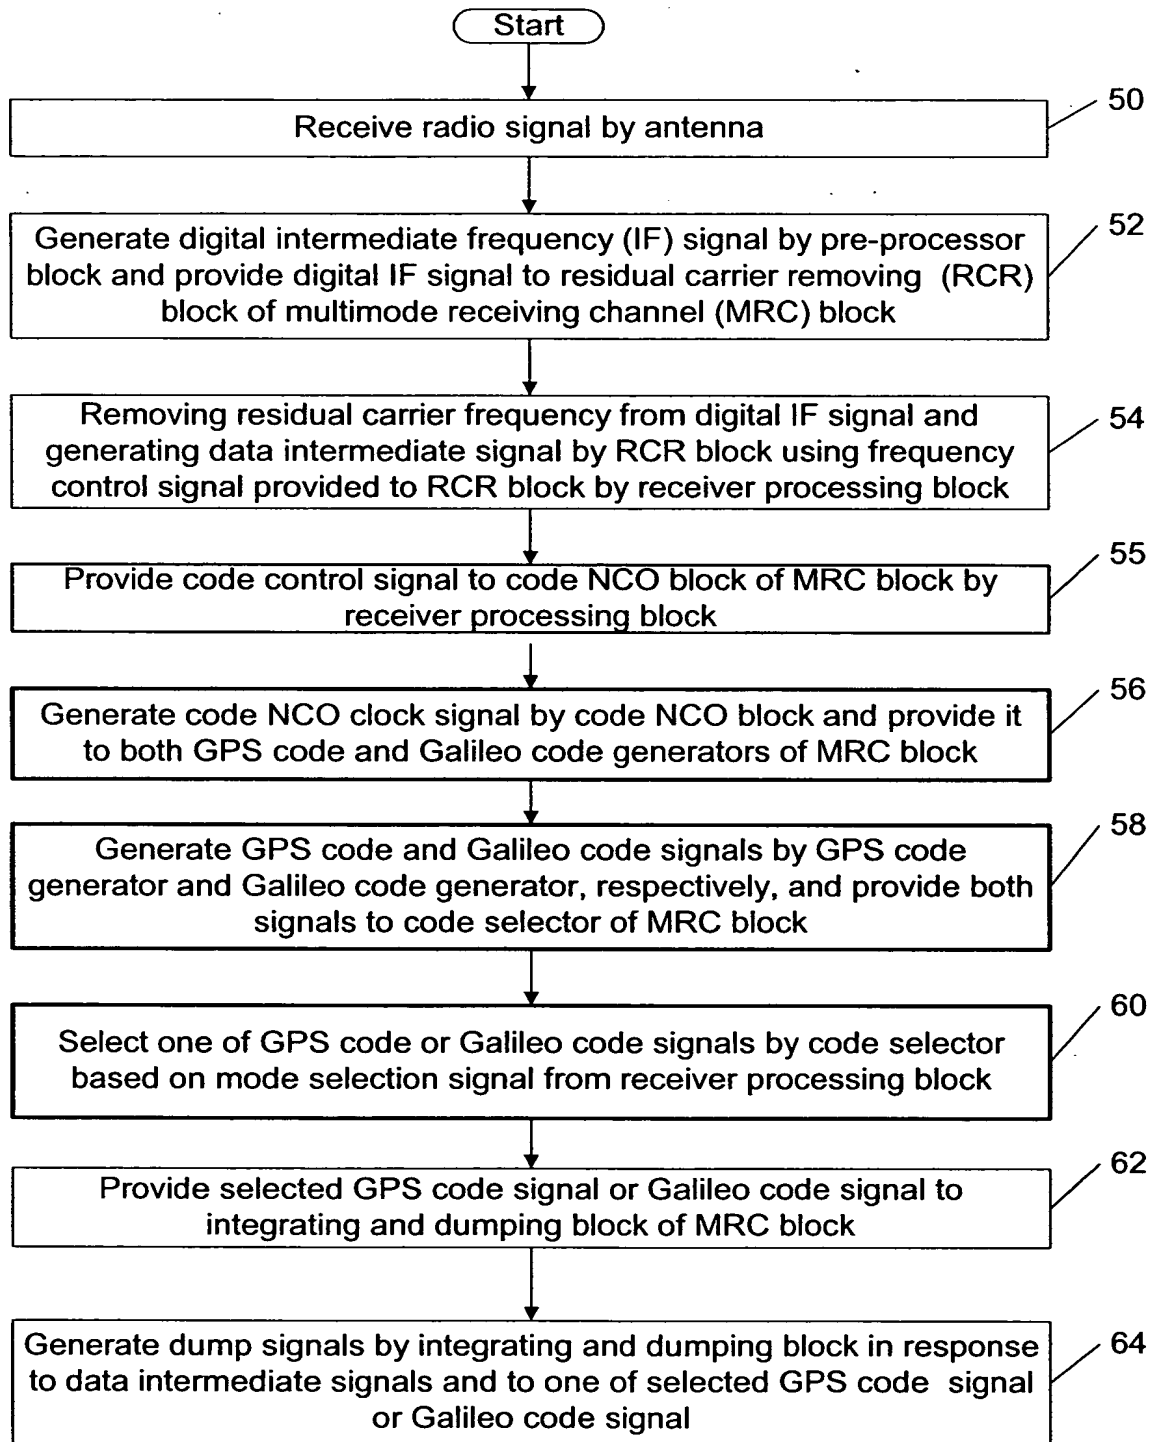 Start
50
Receive radio signal by antenna
52
Generate digital intermediate frequency (IF) signal by pre-processor
block and provide digital IF signal to residual carrier removing (RCR)
block of multimode receiving channel (MRC) block
54
Removing residual carrier frequency from digital IF signal and
generating data intermediate signal by RCR block using frequency
control signal provided to RCR block by receiver processing block
55
Provide code control signal to code NCO block of MRC block by
receiver processing block
56
Generate code NCO clock signal by code NCO block and provide it
to both GPS code and Galileo code generators of MRC block
58
Generate GPS code and Galileo code signals by GPS code
generator and Galileo code generator, respectively, and provide both
signals to code selector of MRC block
60
Select one of GPS code or Galileo code signals by code selector
based on mode selection signal from receiver processing block
62
Provide selected GPS code signal or Galileo code signal to
integrating and dumping block of MRC block
64
Generate dump signals by integrating and dumping block in response
to data intermediate signals and to one of selected GPS code signal
or Galileo code signal